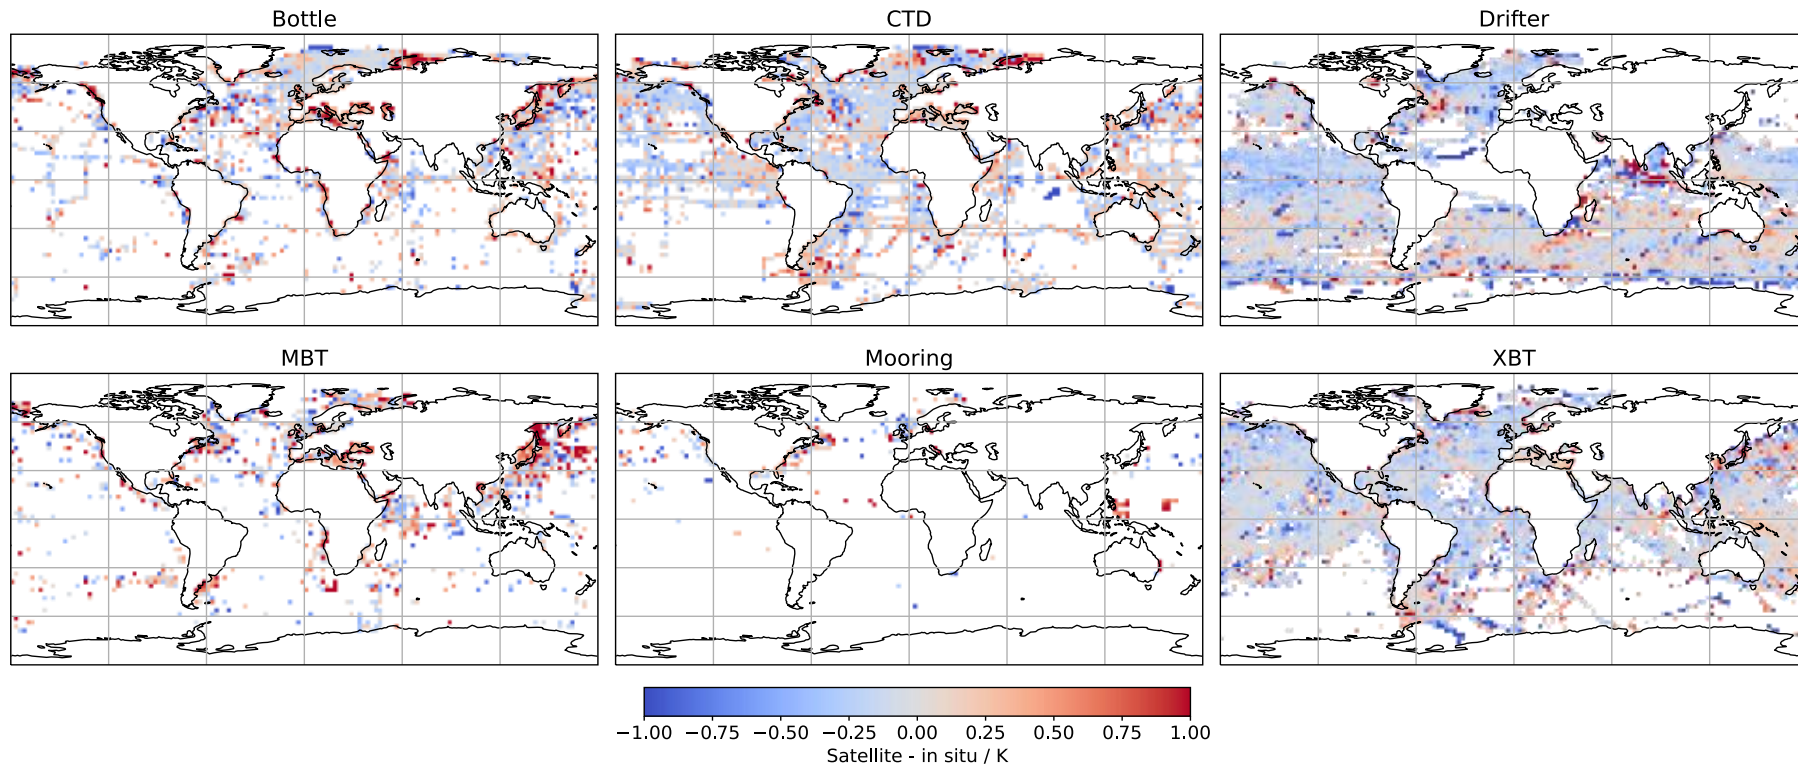 Bottle
CTD
Drifter
MBT
Mooring
XBT
−1.00 −0.75 −0.50 −0.25 0.00 0.25 0.50 0.75 1.00
Satellite - in situ / K